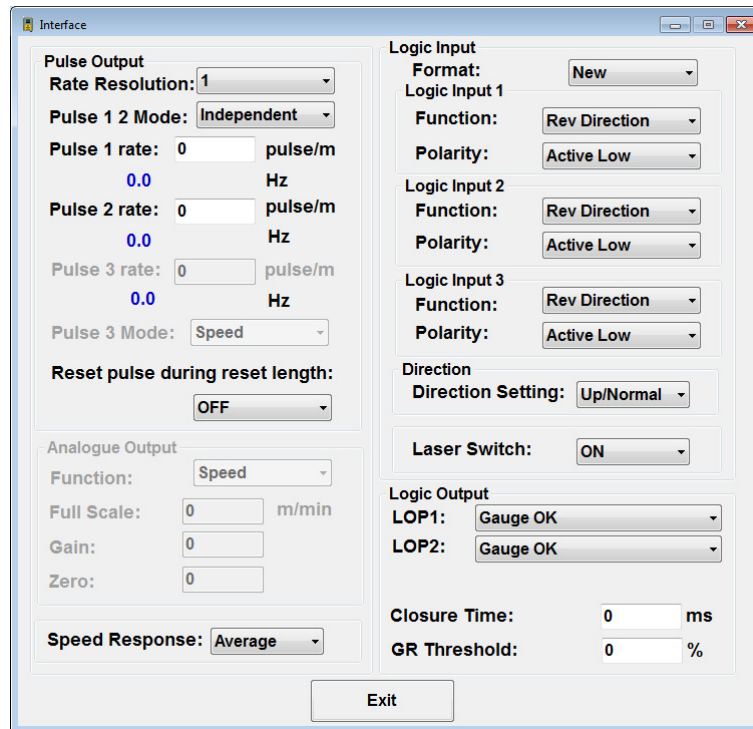 Interface
Pulse Output
Rate Resolution: 1
Pulse 1 2 Mode: Independent
Pulse 1 rate: 0 pulse/m
0.0 Hz
Pulse 2 rate: 0 pulse/m
0.0 Hz
Pulse 3 rate: 0 pulse/m
0.0 Hz
Pulse 3 Mode: Speed
Reset pulse during reset length:
OFF
Analogue Output
Function: Speed
Full Scale: 0 m/min
Gain: 0
Zero: 0
Speed Response: Average
Logic Input
Format: New
Logic Input 1
Function: Rev Direction
Polarity: Active Low
Logic Input 2
Function: Rev Direction
Polarity: Active Low
Logic Input 3
Function: Rev Direction
Polarity: Active Low
Direction
Direction Setting: Up/Normal
Laser Switch: ON
Logic Output
LOP1: Gauge OK
LOP2: Gauge OK
Closure Time: 0 ms
GR Threshold: 0 %
Exit